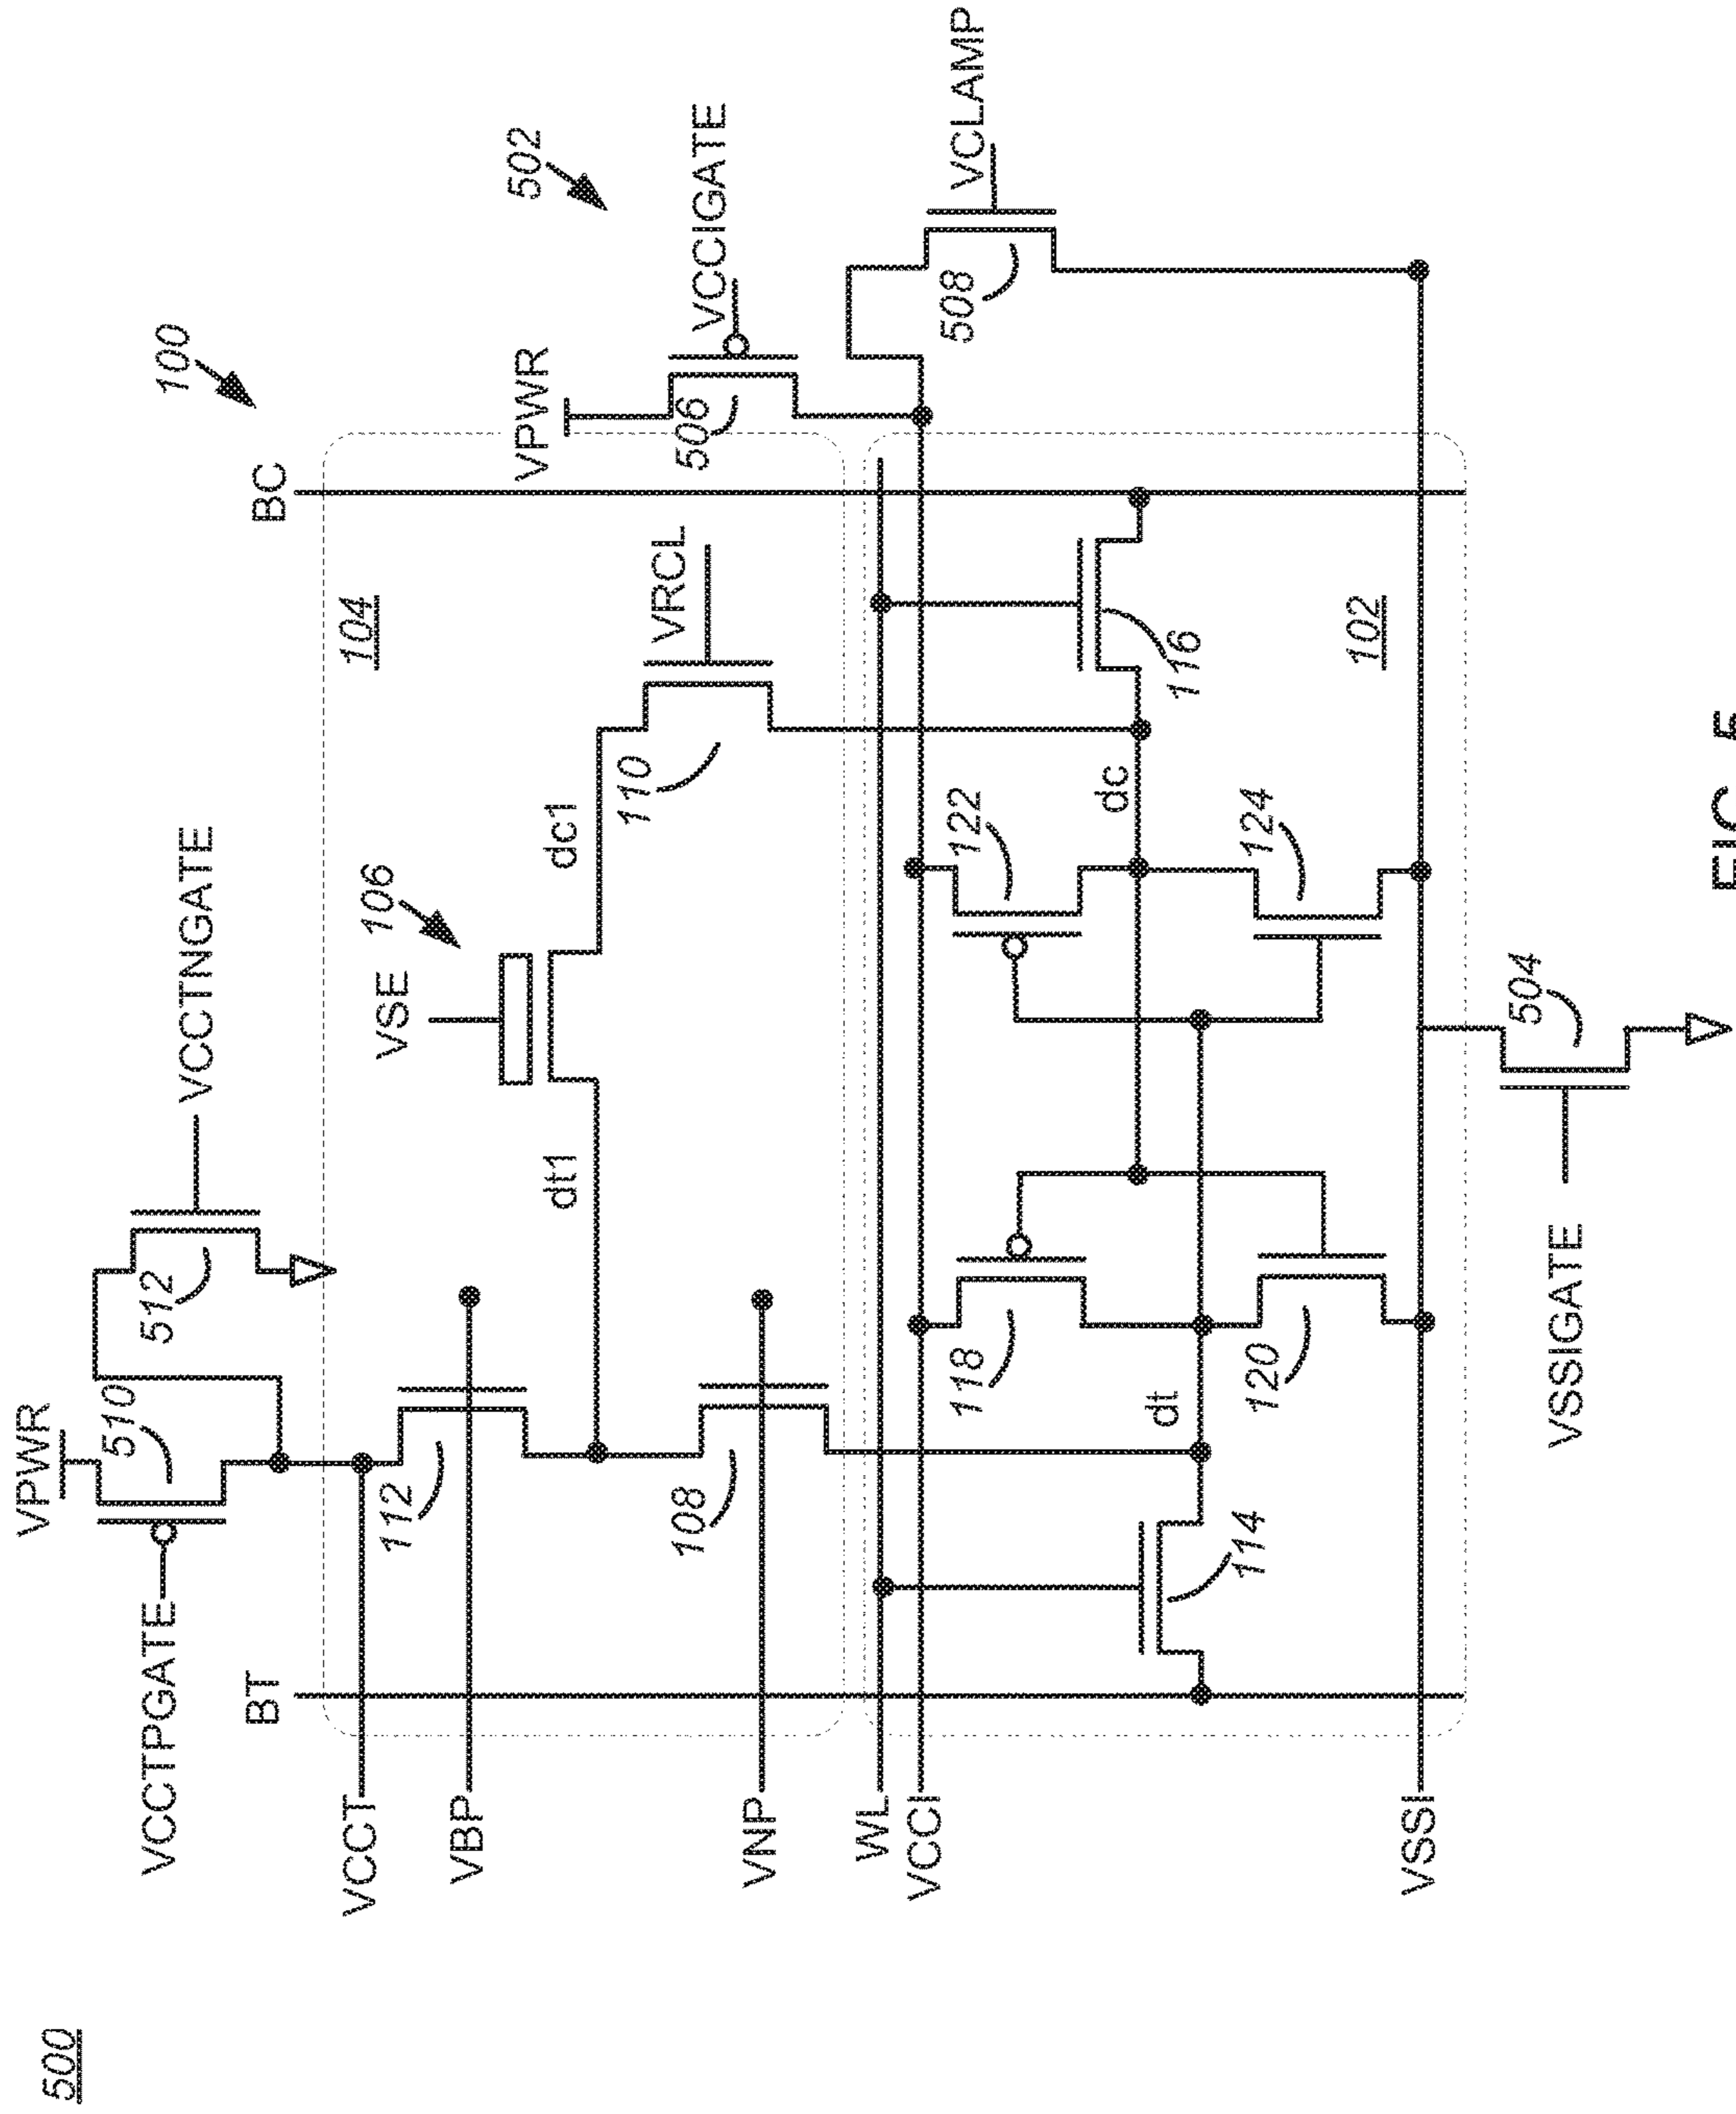 500
VPWR
VCCTPGATE
510
512
VCCTNGATE
100
BT
BC
502
VCCT
104
VPWR
VCCIGATE
506
112
VSE
106
VBP
dt1
dc1
110
VRCL
108
VNP
WL
VCCI
VCLAMP
508
118
122
dt
dc
114
116
120
124
102
VSSI
VSSIGATE
504